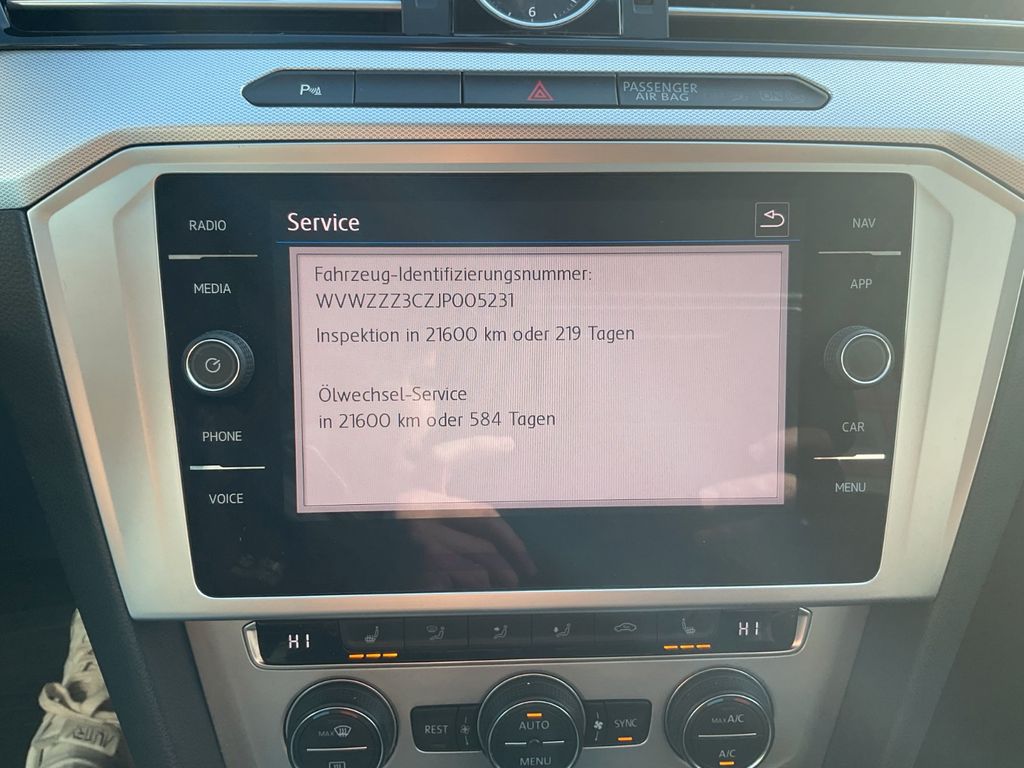 6
P
PASSENGER
AIR BAG
RADIO
Service
NAV
MEDIA
APP
Fahrzeug-Identifizierungsnummer:
WVWZZZ3CZJP005231
Inspektion in 21600 km oder 219 Tagen
Ölwechsel-Service
in 21600 km oder 584 Tagen
PHONE
CAR
VOICE
MENU
HI
HI
MAX
REST
AUTO
SYNC
MAX A/C
A/C
MENU